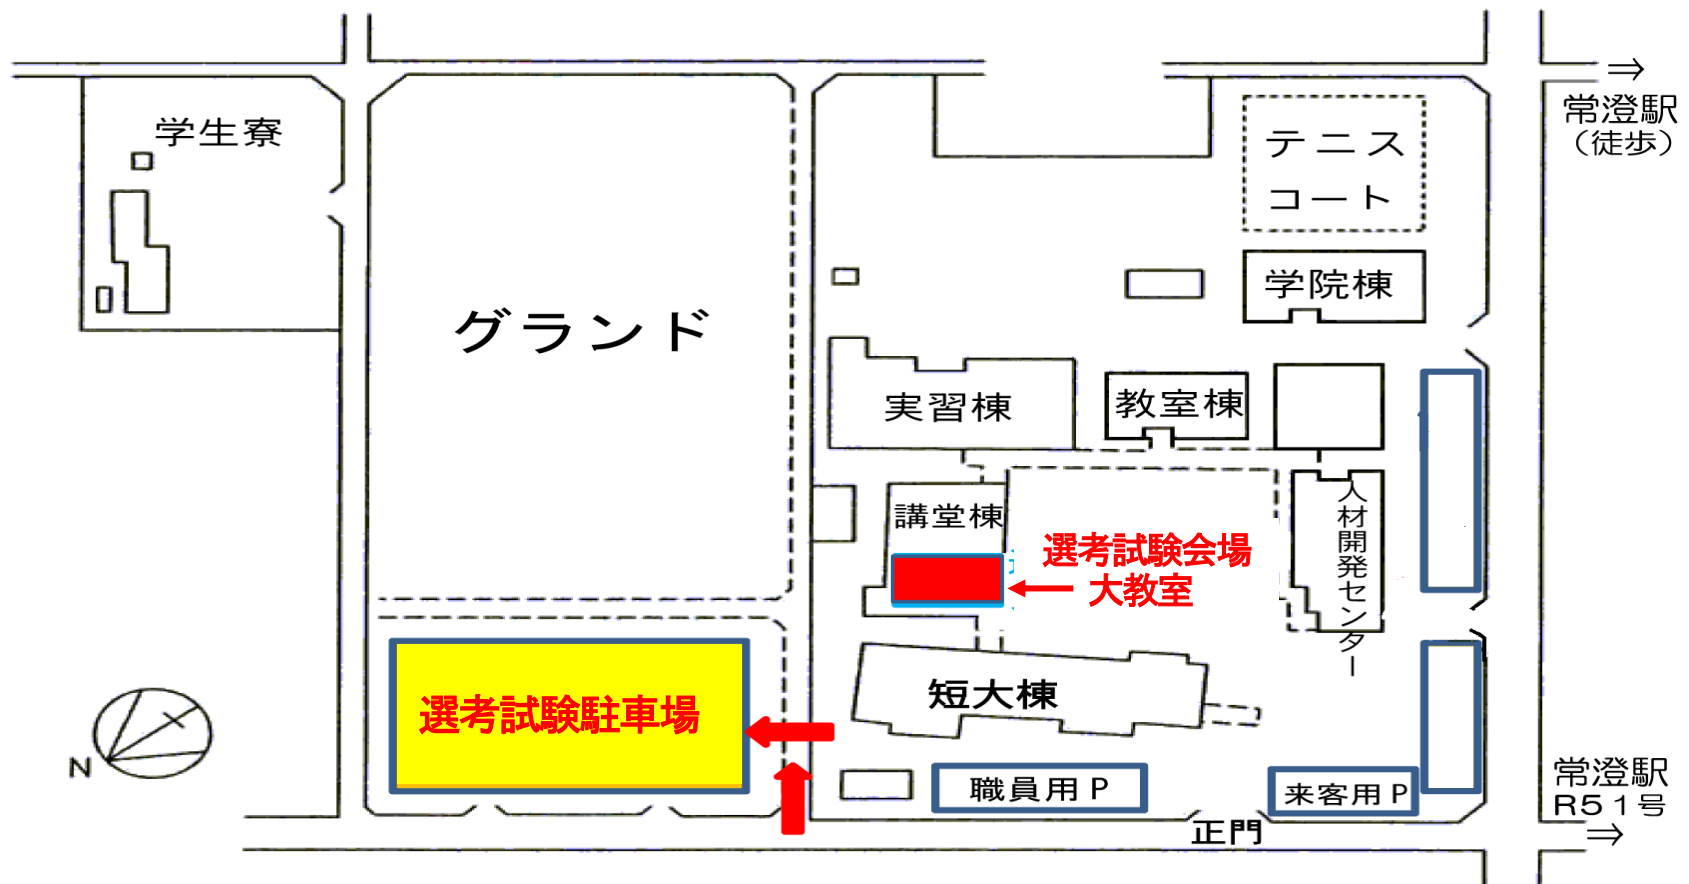 学生寮
常澄駅
（徒歩）
テニス
コート
学院棟
グランド
実習棟
教室棟
講堂棟
人材開発センター
選考試験会場
大教室
短大棟
選考試験駐車場
N
職員用P
来客用P
正門
常澄駅
R51号